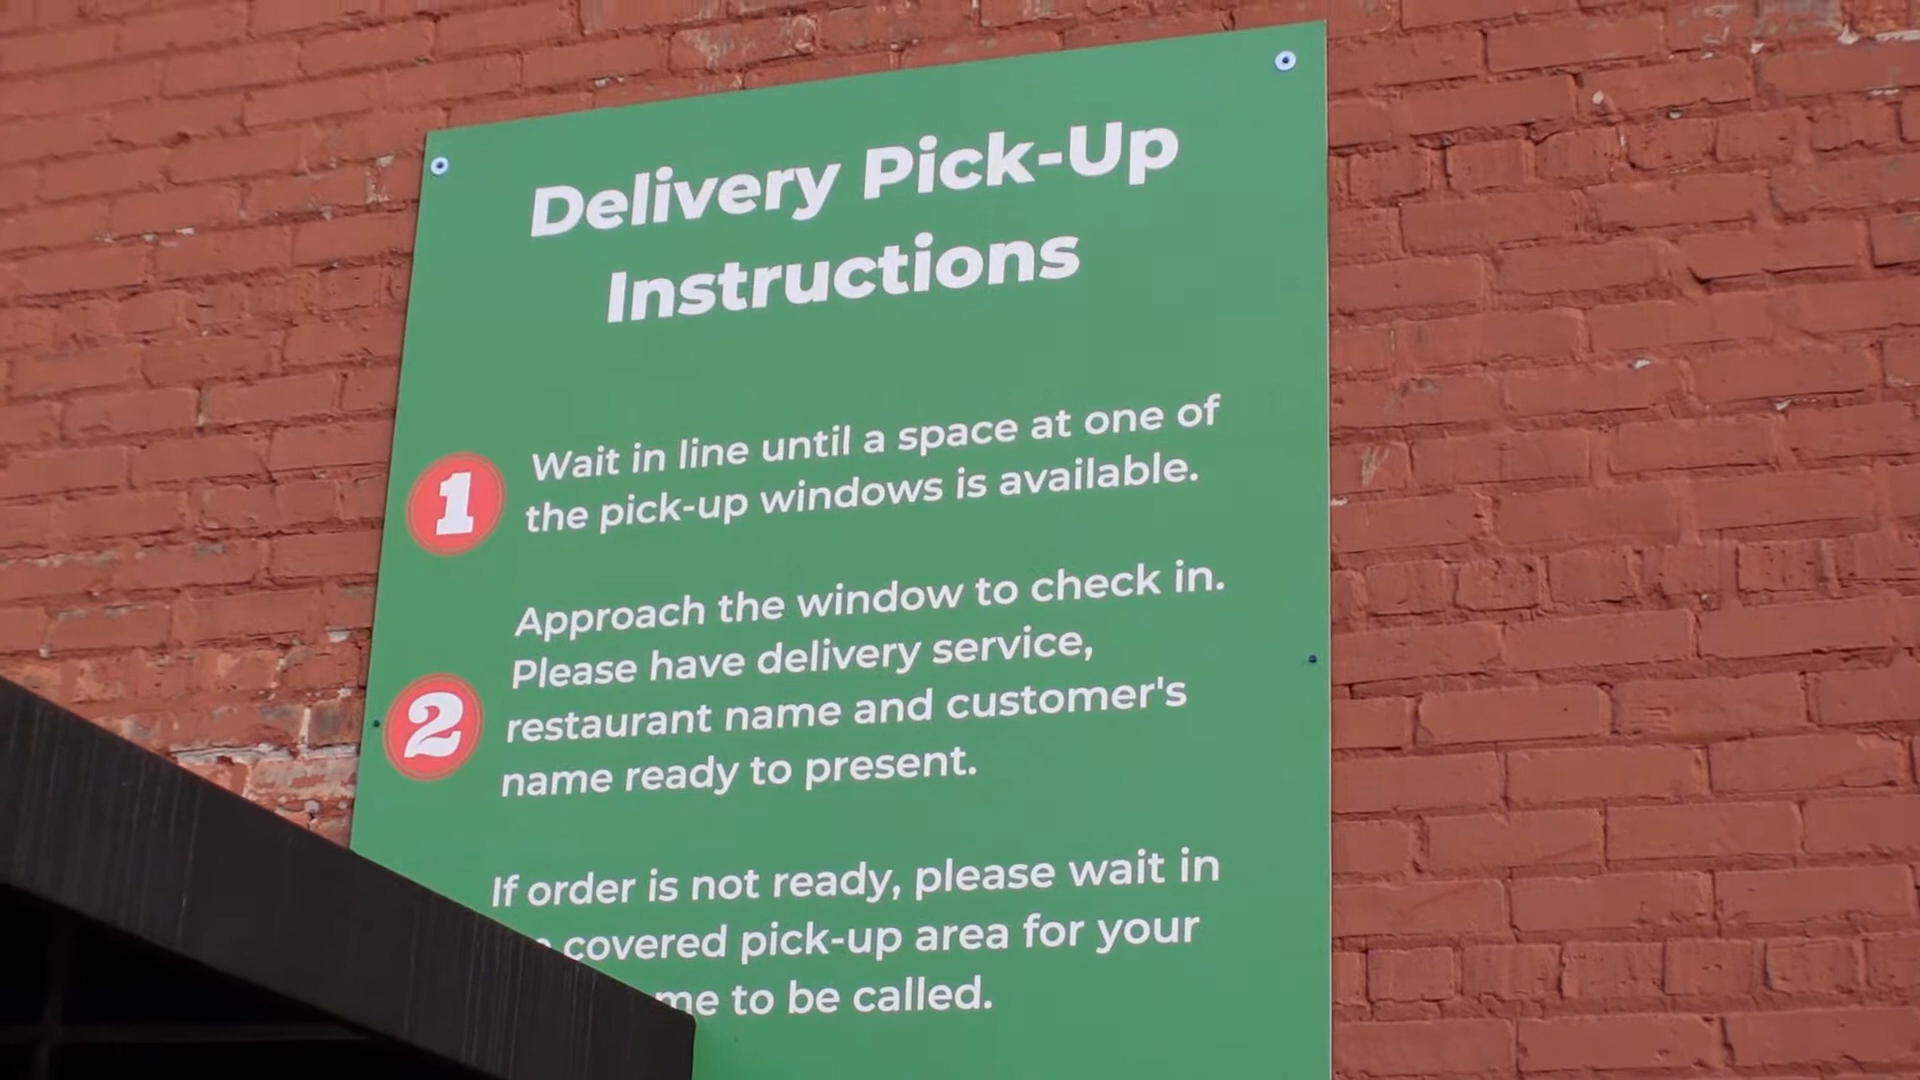 Delivery Pick-Up
Instructions
1
Wait in line until a space at one of
the pick-up windows is available.
2
Approach the window to check in.
Please have delivery service,
restaurant name and customer's
name ready to present.
If order is not ready, please wait in
covered pick-up area for your
to be called.